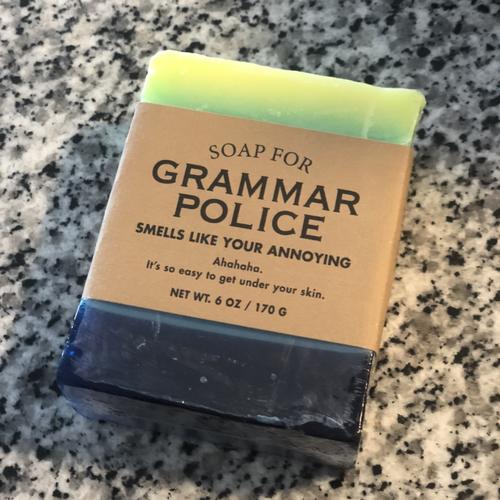 SOAP FOR
GRAMMAR
POLICE
SMELLS LIKE YOUR ANNOYING
Ahahaha.
It's so easy to get under your skin.
NET WT. 6 OZ / 170 G